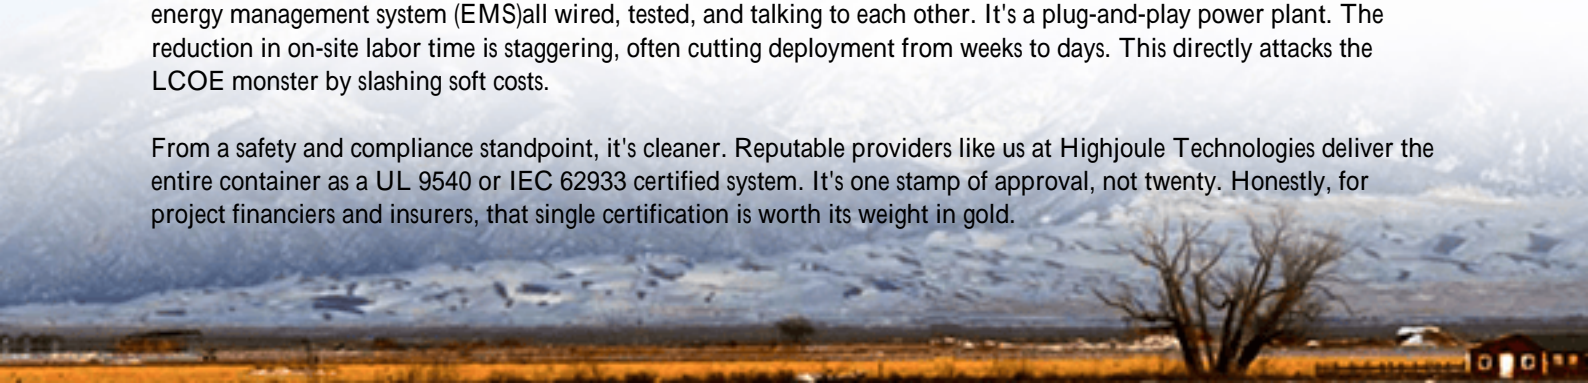 energy management system (EMS)all wired, tested, and talking to each other. It's a plug-and-play power plant. The
reduction in on-site labor time is staggering, often cutting deployment from weeks to days. This directly attacks the
LCOE monster by slashing soft costs.
From a safety and compliance standpoint, it's cleaner. Reputable providers like us at Highjoule Technologies deliver the
entire container as a UL 9540 or IEC 62933 certified system. It's one stamp of approval, not twenty. Honestly, for
project financiers and insurers, that single certification is worth its weight in gold.